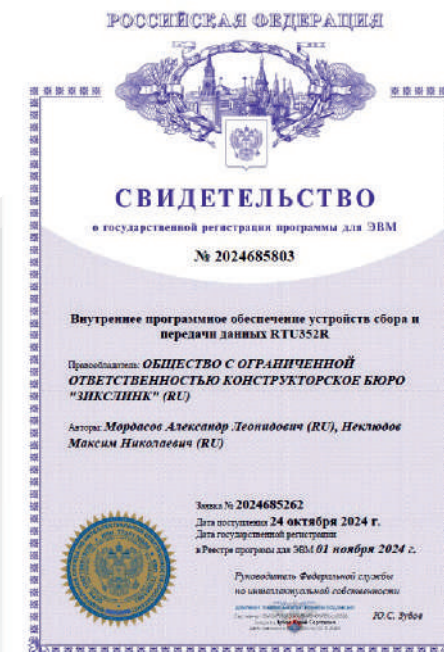 РОССИЙСКАЯ ФЕДЕРАЦИЯ
СВИДЕТЕЛЬСТВО
о государственной регистрации программы для ЭВМ
№ 2024685803
Внутреннее программное обеспечение устройств сбора и
передачи данных RTU352R
Правообладатель: ОБЩЕСТВО С ОГРАНИЧЕННОЙ
ОТВЕТСТВЕННОСТЬЮ КОНСТРУКТОРСКОЕ БЮРО
"ЗИКСЛИНК" (RU)
Авторы: Мордасов Александр Леонидович (RU), Неклюдов
Максим Николаевич (RU)
Заявка № 2024685262
Дата поступления 24 октября 2024 г.
Дата государственной регистрации
в Реестре программ для ЭВМ 01 ноября 2024 г.
Руководитель Федеральной службы
по интеллектуальной собственности
Ю.С. Зубов